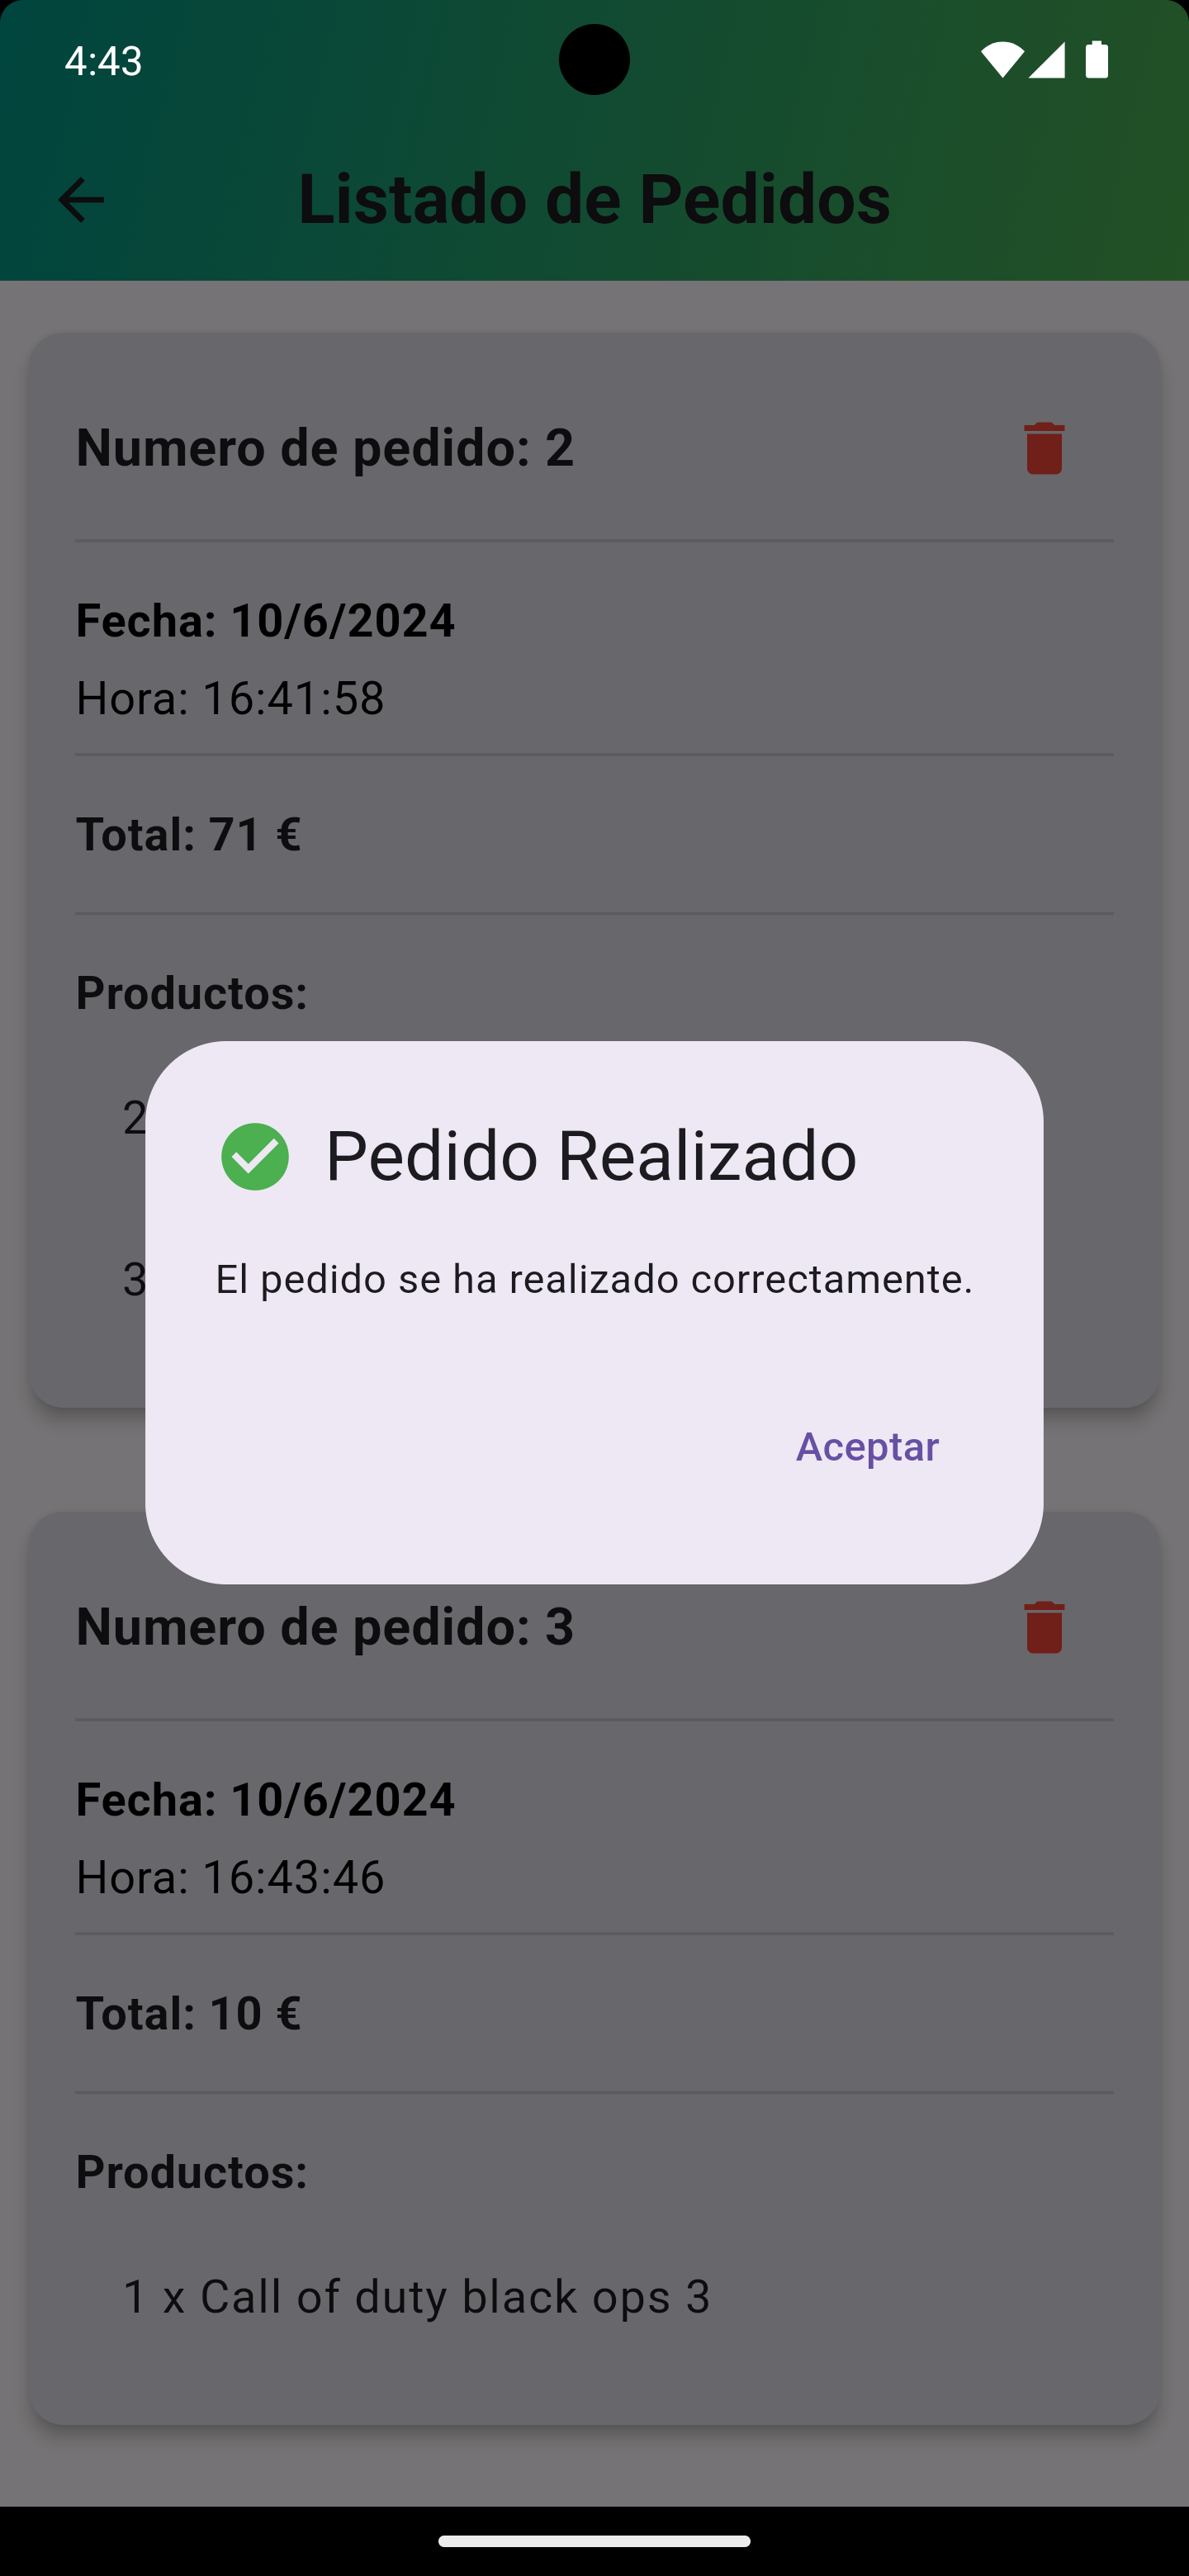 4:43
Listado de Pedidos
Numero de pedido: 2
Fecha: 10/6/2024
Hora: 16:41:58
Total: 71 €
Productos:
2
Pedido Realizado
3
El pedido se ha realizado correctamente.
Aceptar
Numero de pedido: 3
Fecha: 10/6/2024
Hora: 16:43:46
Total: 10 €
Productos:
1 x Call of duty black ops 3